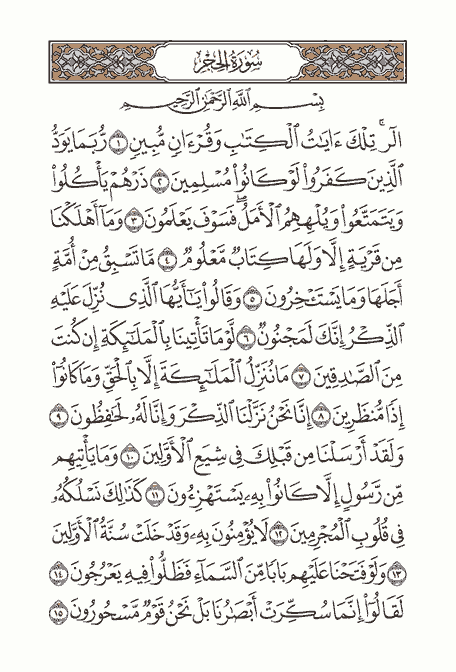 سُورَةُ الحِجْرِ
بِسْمِ ٱللَّهِ ٱلرَّحْمَٰنِ ٱلرَّحِيمِ
الٓرۚ تِلْكَ ءَايَٰتُ ٱلْكِتَٰبِ وَقُرْءَانٍ مُّبِينٍ ١ رُّبَمَا يَوَدُّ
ٱلَّذِينَ كَفَرُوا۟ لَوْ كَانُوا۟ مُسْلِمِينَ ٢ ذَرْهُمْ يَأْكُلُوا۟
وَيَتَمَتَّعُوا۟ وَيُلْهِهِمُ ٱلْأَمَلُۖ فَسَوْفَ يَعْلَمُونَ ٣ وَمَآ أَهْلَكْنَا
مِن قَرْيَةٍ إِلَّا وَلَهَا كِتَابٌ مَّعْلُومٌ ٤ مَّا تَسْبِقُ مِنْ أُمَّةٍ
أَجَلَهَا وَمَا يَسْتَـْٔخِرُونَ ٥ وَقَالُوا۟ يَٰٓأَيُّهَا ٱلَّذِى نُزِّلَ عَلَيْهِ
ٱلذِّكْرُ إِنَّكَ لَمَجْنُونٌ ٦ لَّوْ مَا تَأْتِينَا بِٱلْمَلَٰٓئِكَةِ إِن كُنتَ
مِنَ ٱلصَّٰدِقِينَ ٧ مَا نُنَزِّلُ ٱلْمَلَٰٓئِكَةَ إِلَّا بِٱلْحَقِّ وَمَا كَانُوٓا۟
إِذًا مُّنظَرِينَ ٨ إِنَّا نَحْنُ نَزَّلْنَا ٱلذِّكْرَ وَإِنَّا لَهُۥ لَحَٰفِظُونَ ٩
وَلَقَدْ أَرْسَلْنَا مِن قَبْلِكَ فِى شِيَعِ ٱلْأَوَّلِينَ ١٠ وَمَا يَأْتِيهِم
مِّن رَّسُولٍ إِلَّا كَانُوا۟ بِهِۦ يَسْتَهْزِءُونَ ١١ كَذَٰلِكَ نَسْلُكُهُۥ
فِى قُلُوبِ ٱلْمُجْرِمِينَ ١٢ لَا يُؤْمِنُونَ بِهِۦ وَقَدْ خَلَتْ سُنَّةُ ٱلْأَوَّلِينَ
١٣ وَلَوْ فَتَحْنَا عَلَيْهِم بَابًا مِّنَ ٱلسَّمَآءِ فَظَلُّوا۟ فِيهِ يَعْرُجُونَ ١٤
لَقَالُوٓا۟ إِنَّمَا سُكِّرَتْ أَبْصَٰرُنَا بَلْ نَحْنُ قَوْمٌ مَّسْحُورُونَ ١٥